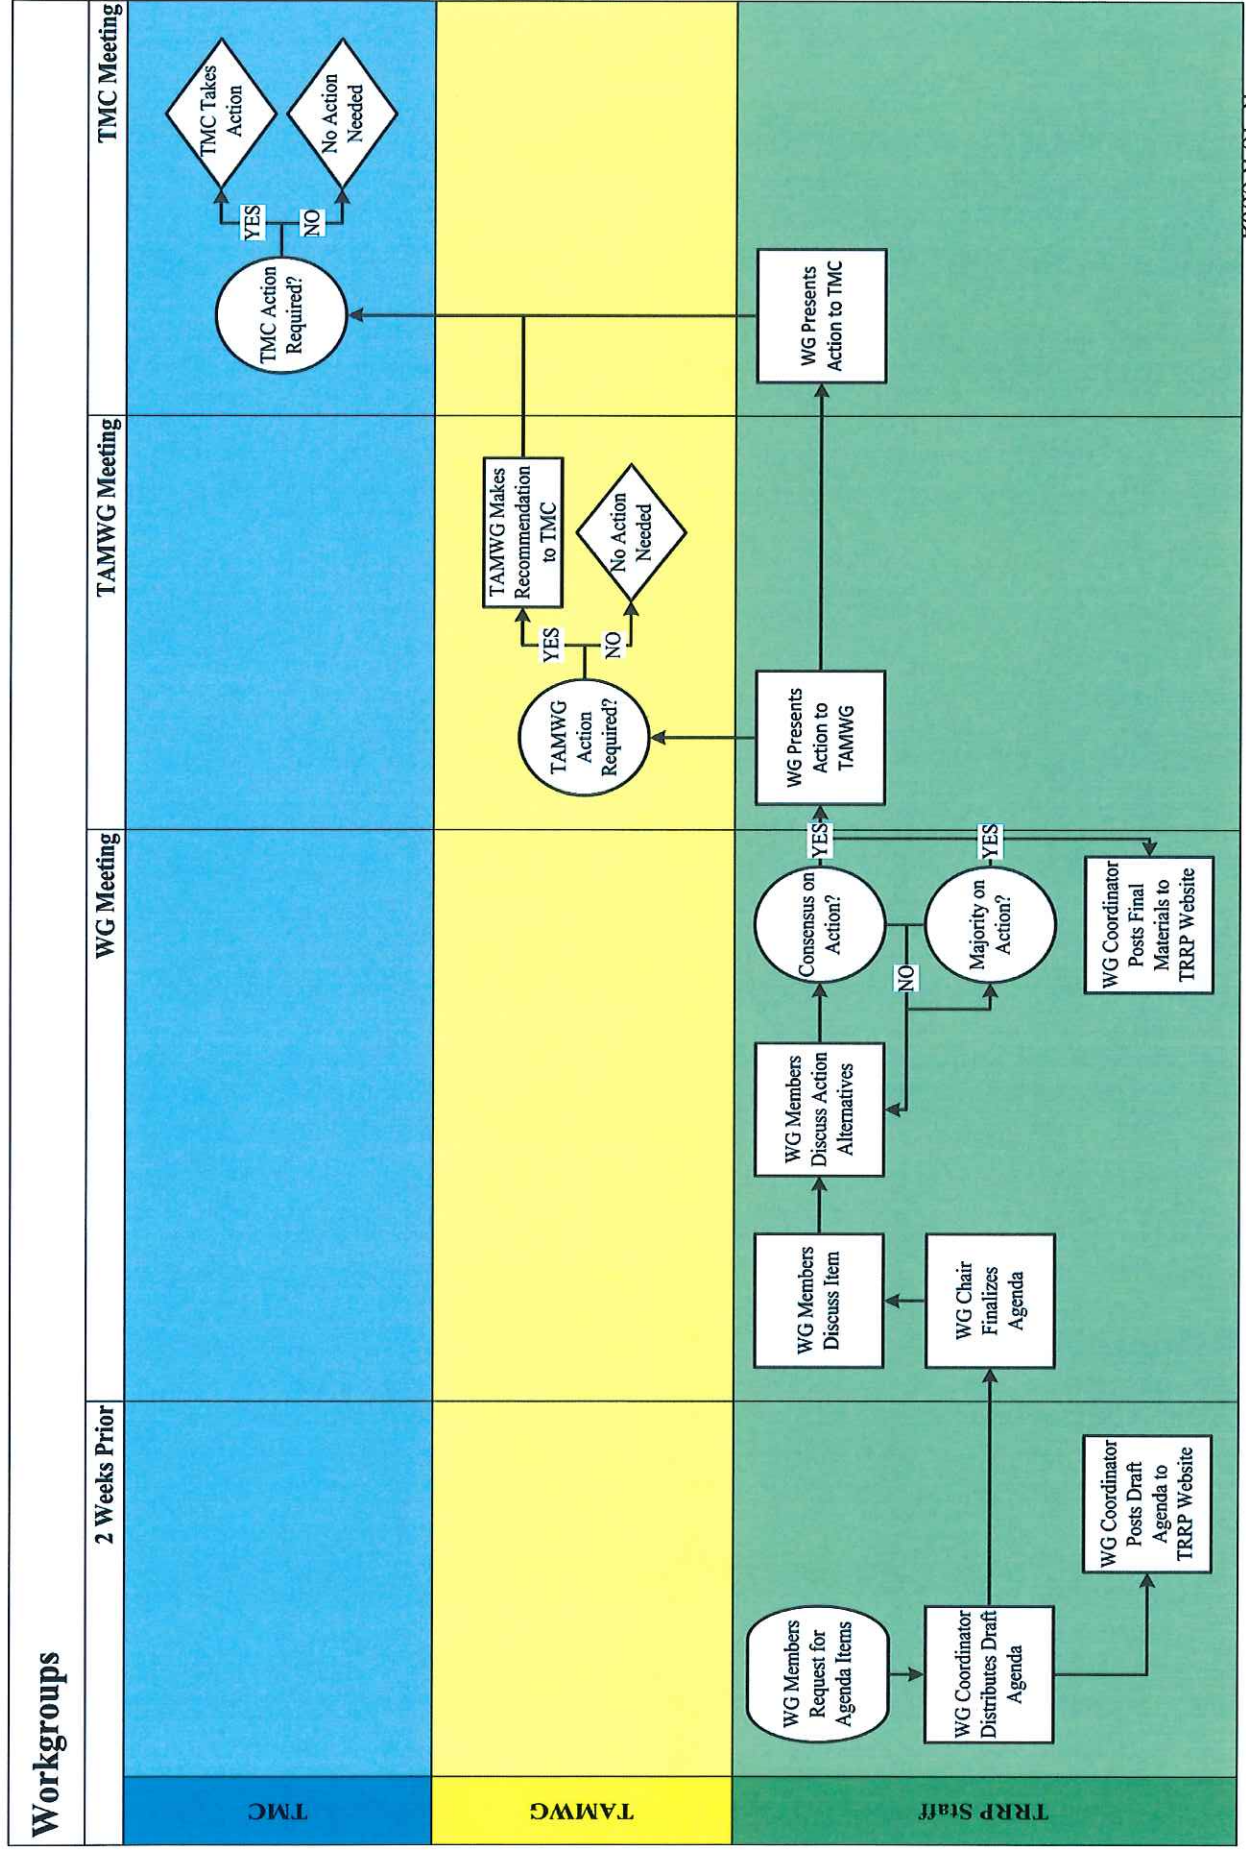 Workgroups
2 Weeks Prior
WG Meeting
TAMWG Meeting
TMC Meeting
TMC
TMC Action
Required?
YES
NO
TMC Takes
Action
No Action
Needed
TAMWG
TAMWG
Action
Required?
YES
NO
TAMWG Makes
Recommendation
to TMC
No Action
Needed
TRRP Staff
WG Members
Request for
Agenda Items
WG Coordinator
Distributes Draft
Agenda
WG Coordinator
Posts Draft
Agenda to
TRRP Website
WG Chair
Finalizes
Agenda
WG Members
Discuss Item
WG Members
Discuss Action
Alternatives
Consensus on
Action?
NO
Majority on
Action?
YES
YES
WG Coordinator
Posts Final
Materials to
TRRP Website
WG Presents
Action to
TAMWG
WG Presents
Action to TMC